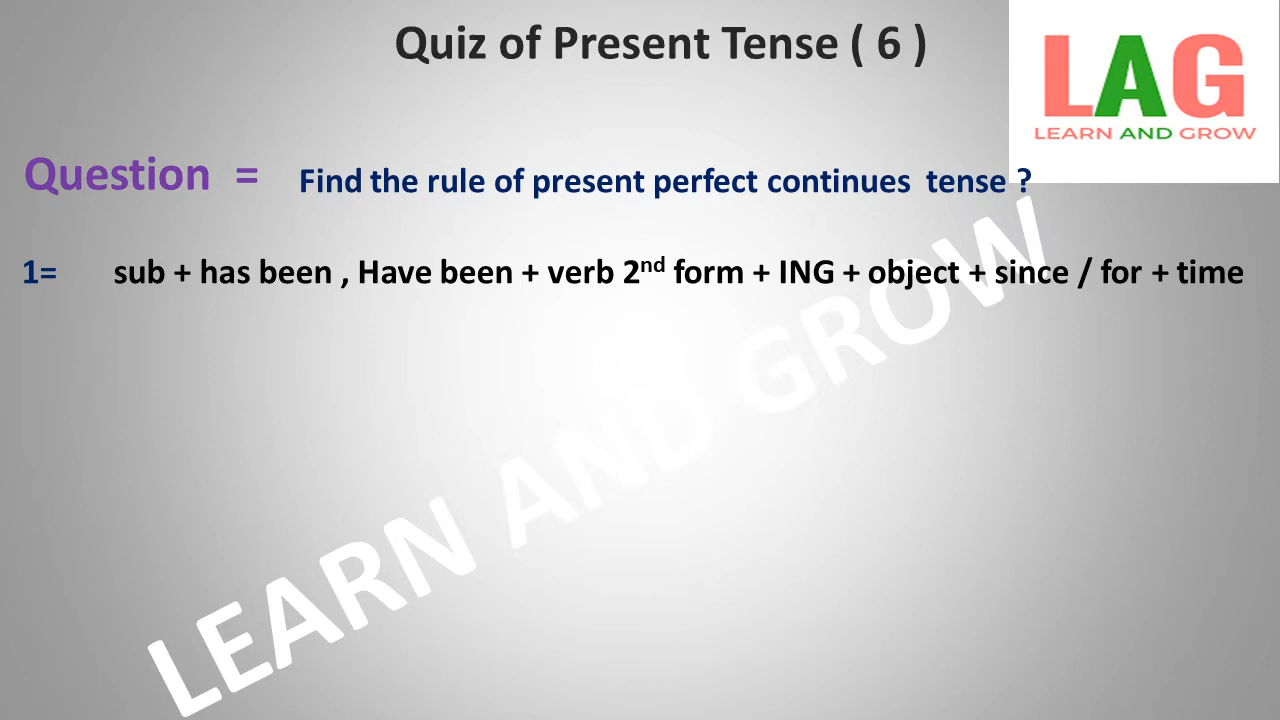 Quiz of Present Tense ( 6 )
LAG
LEARN AND GROW
Question = Find the rule of present perfect continues tense ?
1= sub + has been , Have been + verb 2nd form + ING + object + since / for + time
LEARN AND GROW